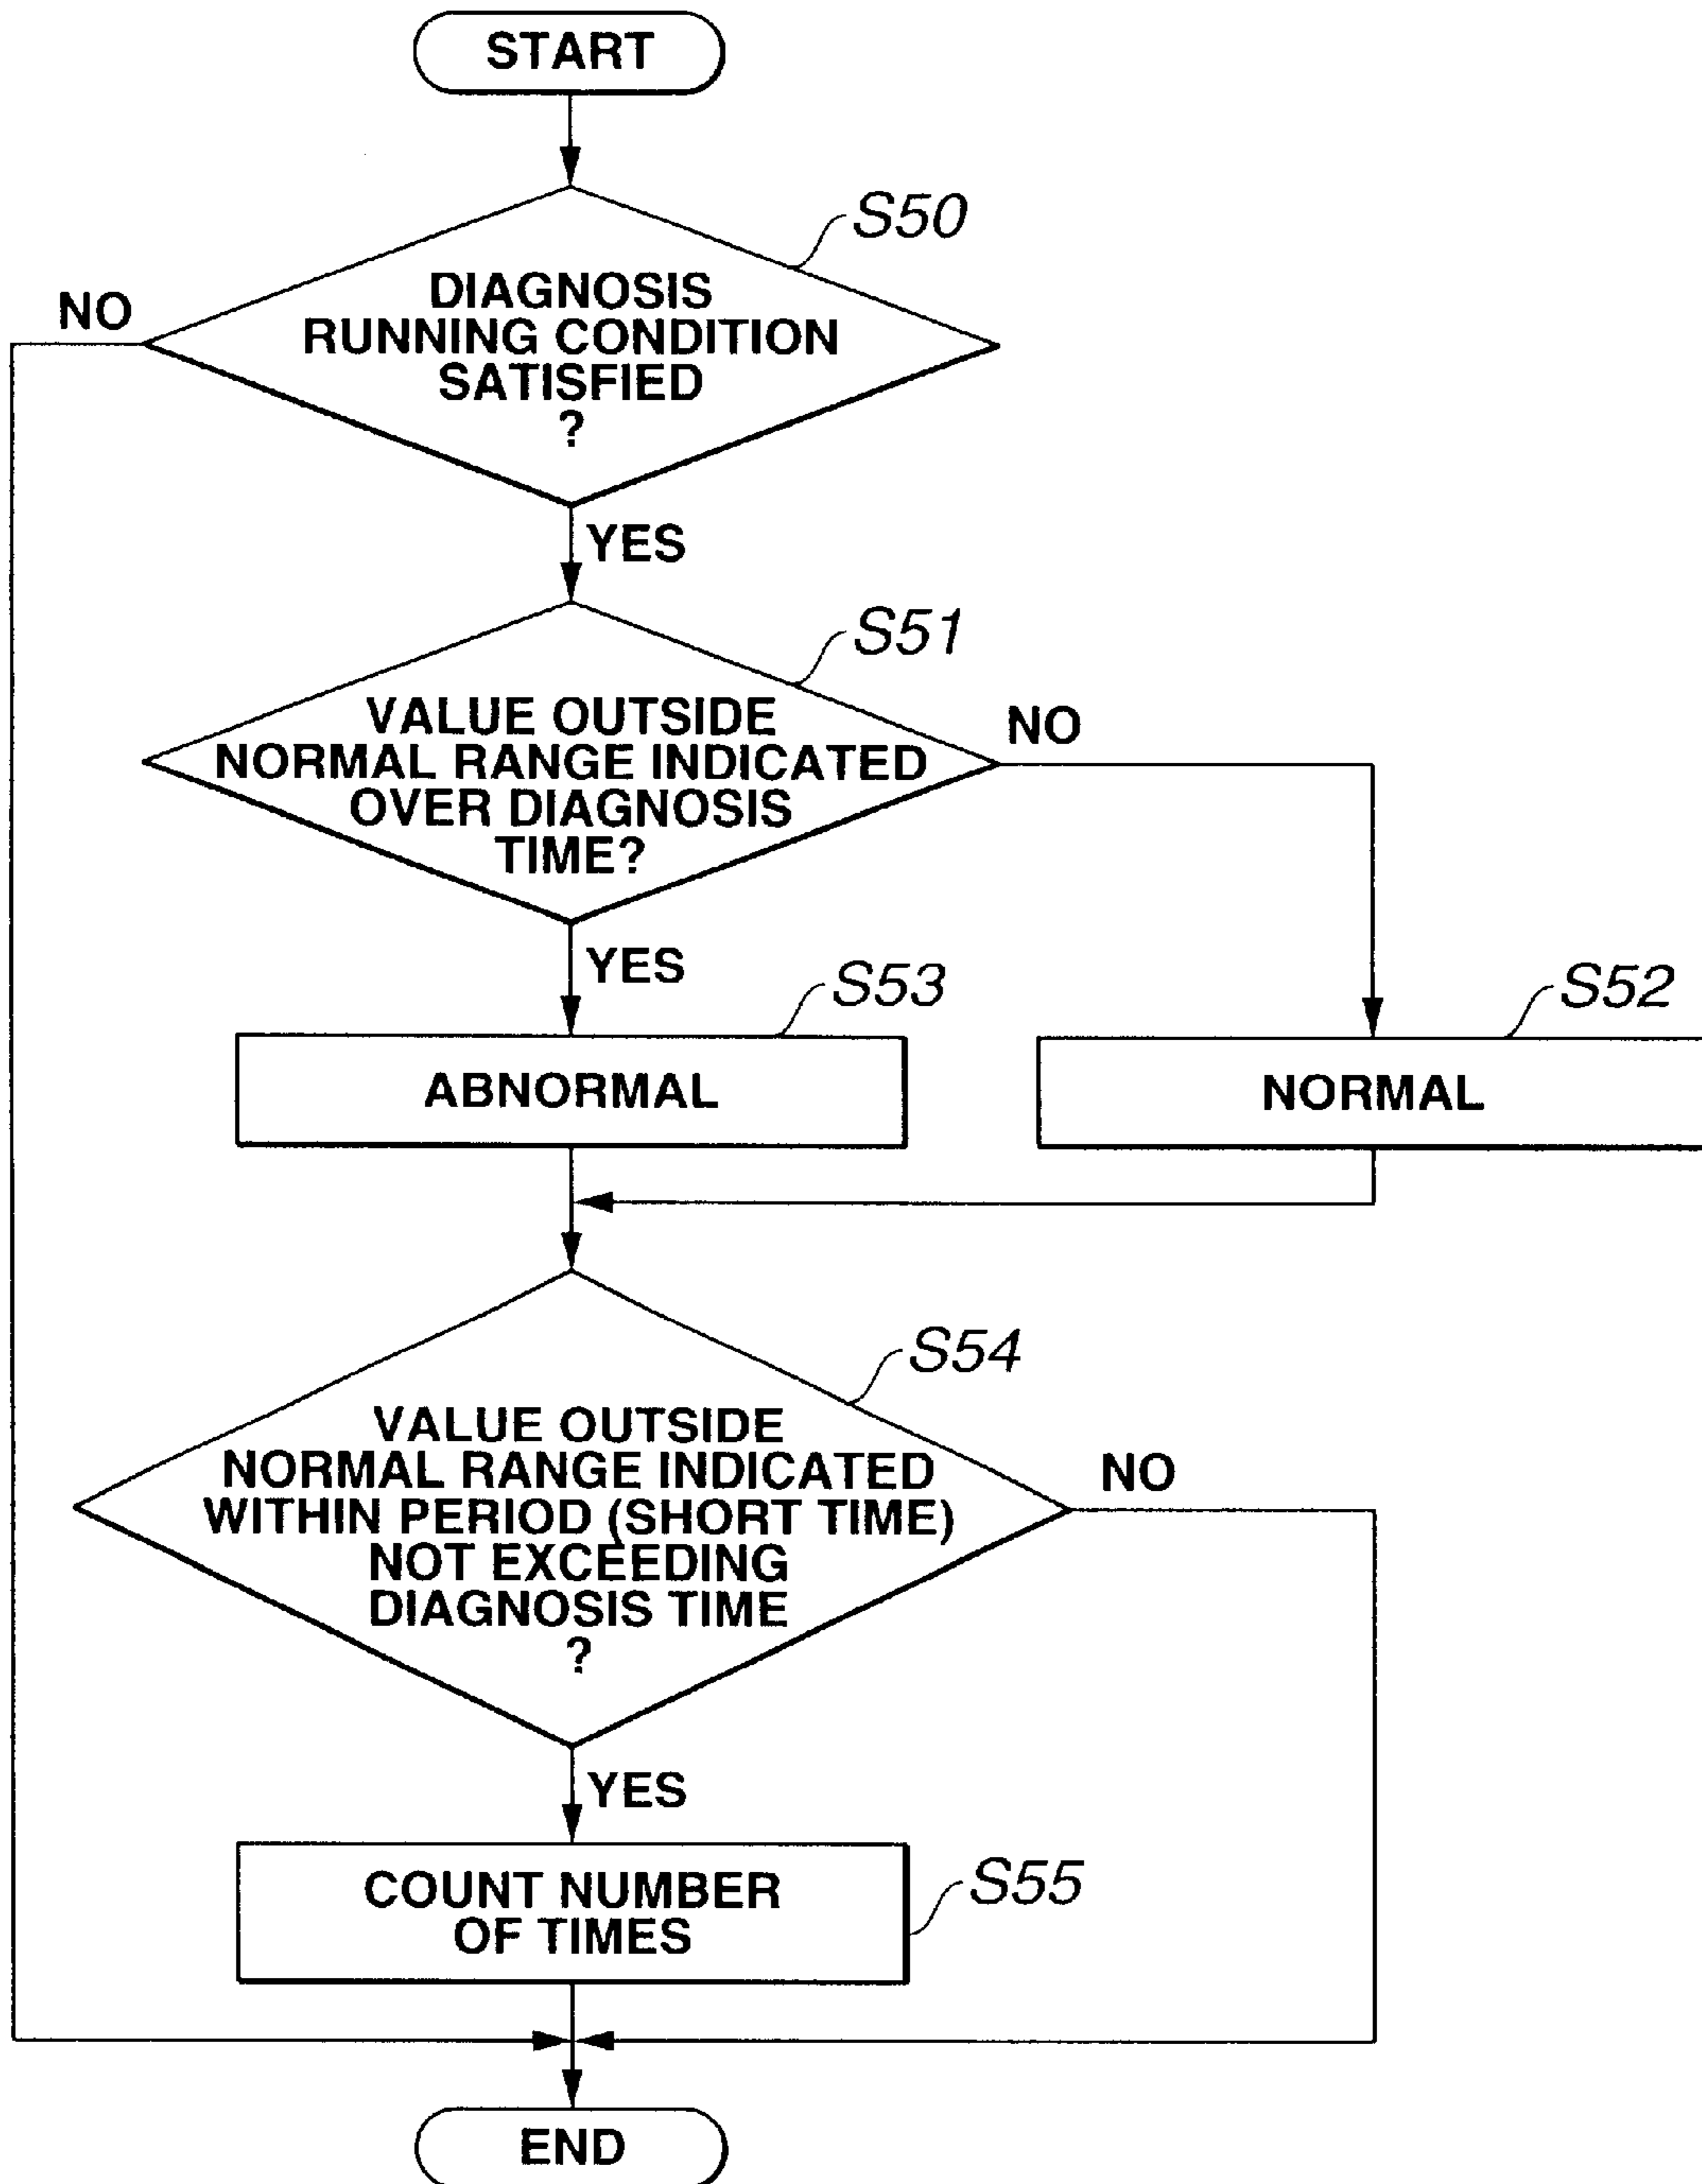 START
S50
DIAGNOSIS
RUNNING CONDITION
SATISFIED
?
NO
YES
S51
VALUE OUTSIDE
NORMAL RANGE INDICATED
OVER DIAGNOSIS
TIME?
NO
YES
S53
ABNORMAL
S52
NORMAL
S54
VALUE OUTSIDE
NORMAL RANGE INDICATED
WITHIN PERIOD (SHORT TIME)
NOT EXCEEDING
DIAGNOSIS TIME
?
NO
YES
COUNT NUMBER
OF TIMES
S55
END